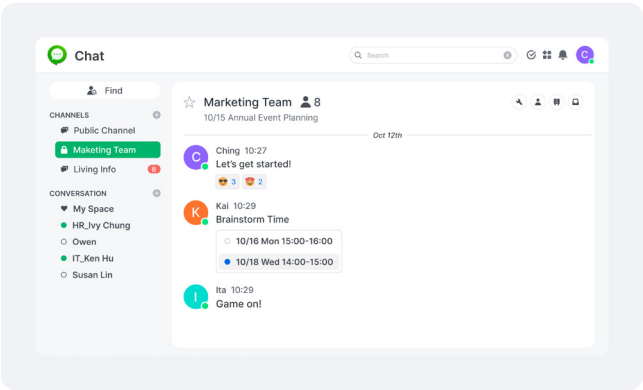 Chat
Search
C
Find
CHANNELS
Public Channel
Maketing Team
Living Info
8
CONVERSATION
My Space
HR_Ivy Chung
Owen
IT_Ken Hu
Susan Lin
Marketing Team 8
10/15 Annual Event Planning
Oct 12th
C
Ching 10:27
Let's get started!
3 2
K
Kai 10:29
Brainstorm Time
10/16 Mon 15:00-16:00
10/18 Wed 14:00-15:00
I
Ita 10:29
Game on!